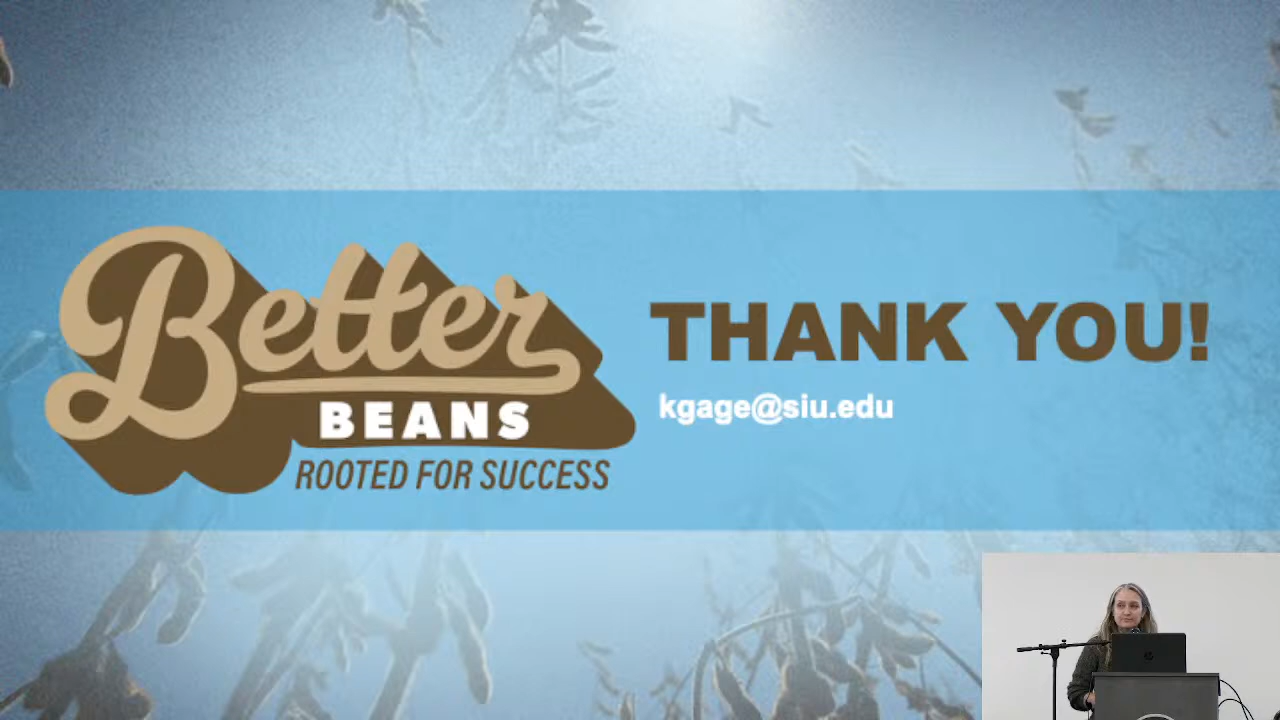 Better
BEANS
ROOTED FOR SUCCESS
THANK YOU!
kgage@siu.edu